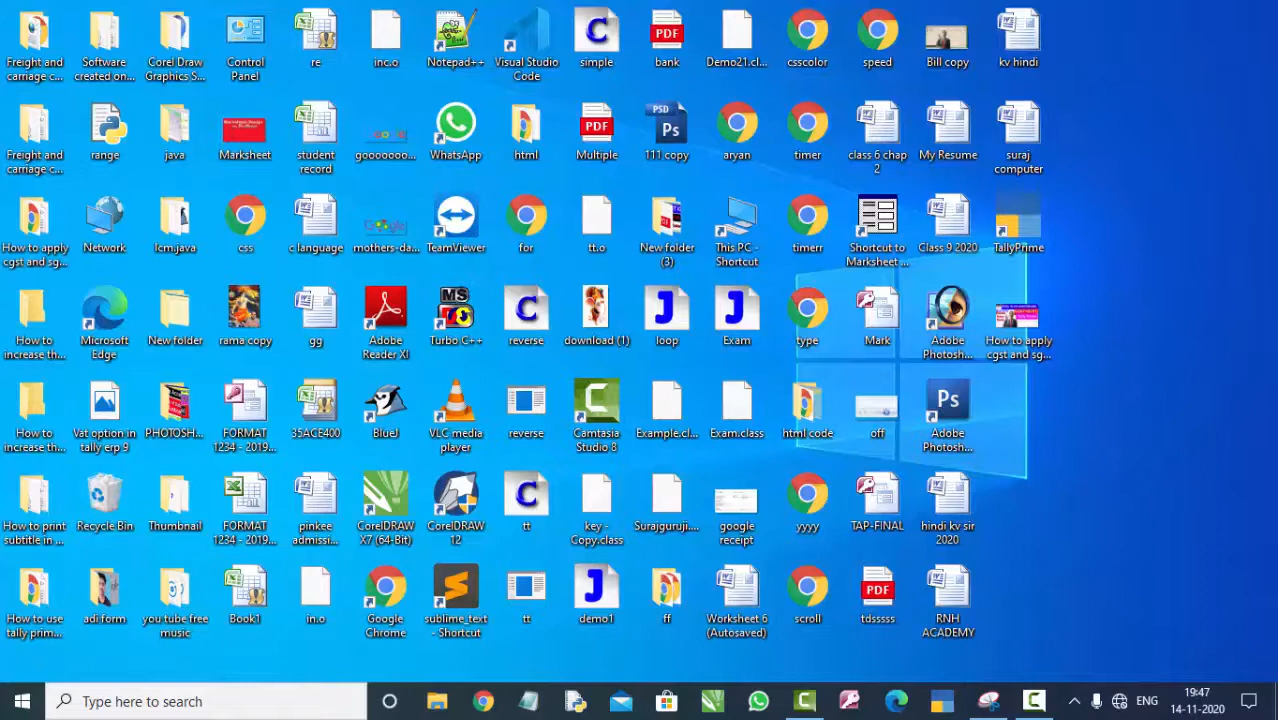 Freight and
carriage c...
Software
created on...
Corel Draw
Graphics S...
Control
Panel
re
inc.o
Notepad++
Visual Studio
Code
simple
PDF
bank
Demo21.cl...
csscolor
speed
Bill copy
kv hindi
Freight and
carriage c...
range
java
Marksheet
student
record
gooooooo...
WhatsApp
html
PDF
Multiple
PSD
Ps
111 copy
aryan
timer
class 6 chap
2
My Resume
suraj
computer
How to apply
cgst and sg...
Network
lcm.java
css
c language
mothers-da...
TeamViewer
for
tt.o
New folder
(3)
This PC -
Shortcut
timerr
Shortcut to
Marksheet ...
Class 9 2020
TallyPrime
How to
increase th...
Microsoft
Edge
New folder
rama copy
gg
Adobe
Reader XI
MS
Turbo C++
reverse
download (1)
loop
Exam
type
Mark
Adobe
Photosh...
How to apply
cgst and sg...
How to
increase th...
Vat option in
tally erp 9
PHOTOSH...
FORMAT
1234 - 2019...
35ACE400
BlueJ
VLC media
player
reverse
Camtasia
Studio 8
Example.cl...
Exam.class
html code
off
Ps
Adobe
Photosh...
How to print
subtitle in ...
Recycle Bin
Thumbnail
FORMAT
1234 - 2019...
pinkee
admissi...
CorelDRAW
X7 (64-Bit)
CorelDRAW
12
tt
key -
Copy.class
Surajguruji....
google
receipt
yyyy
TAP-FINAL
hindi kv sir
2020
How to use
tally prim...
adi form
you tube free
music
Book1
in.o
Google
Chrome
sublime_text
- Shortcut
tt
demo1
ff
Worksheet 6
(Autosaved)
scroll
PDF
tdsssss
RNH
ACADEMY
Type here to search
ENG
19:47
14-11-2020